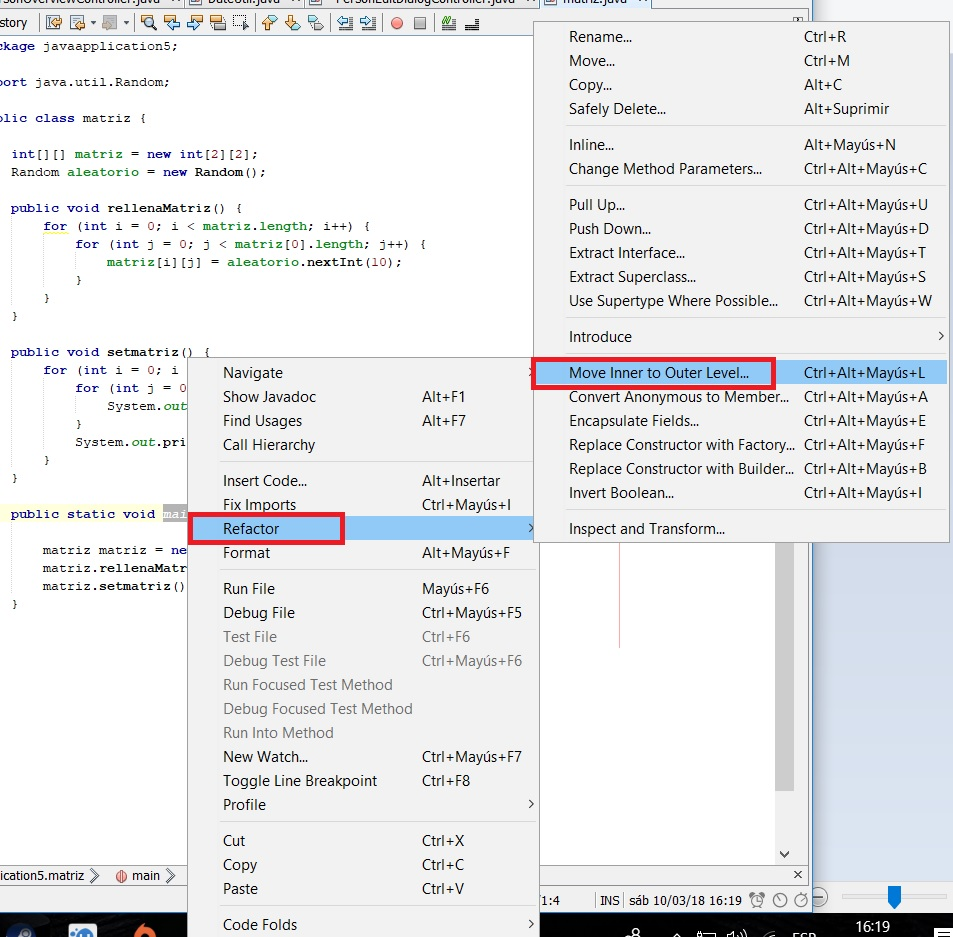 DateUtil.java
matriz.java
story
ckage javaapplication5;
port java.util.Random;
blic class matriz {
int[][] matriz = new int[2][2];
Random aleatorio = new Random();
public void rellenaMatriz() {
for (int i = 0; i < matriz.length; i++) {
for (int j = 0; j < matriz[0].length; j++) {
matriz[i][j] = aleatorio.nextInt(10);
}
}
}
public void setmatriz() {
for (int i = 0; i
for (int j = 0
System.out
}
System.out.pri
}
}
public static void mai
matriz matriz = ne
matriz.rellenaMatr
matriz.setmatriz()
}
Navigate
Show Javadoc Alt+F1
Find Usages Alt+F7
Call Hierarchy
Insert Code... Alt+Insertar
Fix Imports Ctrl+Mayús+I
Refactor
Format Alt+Mayús+F
Run File Mayús+F6
Debug File Ctrl+Mayús+F5
Test File Ctrl+F6
Debug Test File Ctrl+Mayús+F6
Run Focused Test Method
Debug Focused Test Method
Run Into Method
New Watch... Ctrl+Mayús+F7
Toggle Line Breakpoint Ctrl+F8
Profile
Cut Ctrl+X
Copy Ctrl+C
Paste Ctrl+V
Code Folds
Rename... Ctrl+R
Move... Ctrl+M
Copy... Alt+C
Safely Delete... Alt+Suprimir
Inline... Alt+Mayús+N
Change Method Parameters... Ctrl+Alt+Mayús+C
Pull Up... Ctrl+Alt+Mayús+U
Push Down... Ctrl+Alt+Mayús+D
Extract Interface... Ctrl+Alt+Mayús+T
Extract Superclass... Ctrl+Alt+Mayús+S
Use Supertype Where Possible... Ctrl+Alt+Mayús+W
Introduce
Move Inner to Outer Level... Ctrl+Alt+Mayús+L
Convert Anonymous to Member... Ctrl+Alt+Mayús+A
Encapsulate Fields... Ctrl+Alt+Mayús+E
Replace Constructor with Factory... Ctrl+Alt+Mayús+F
Replace Constructor with Builder... Ctrl+Alt+Mayús+B
Invert Boolean... Ctrl+Alt+Mayús+I
Inspect and Transform...
ication5.matriz main
1:4 INS sáb 10/03/18 16:19
ESP 16:19